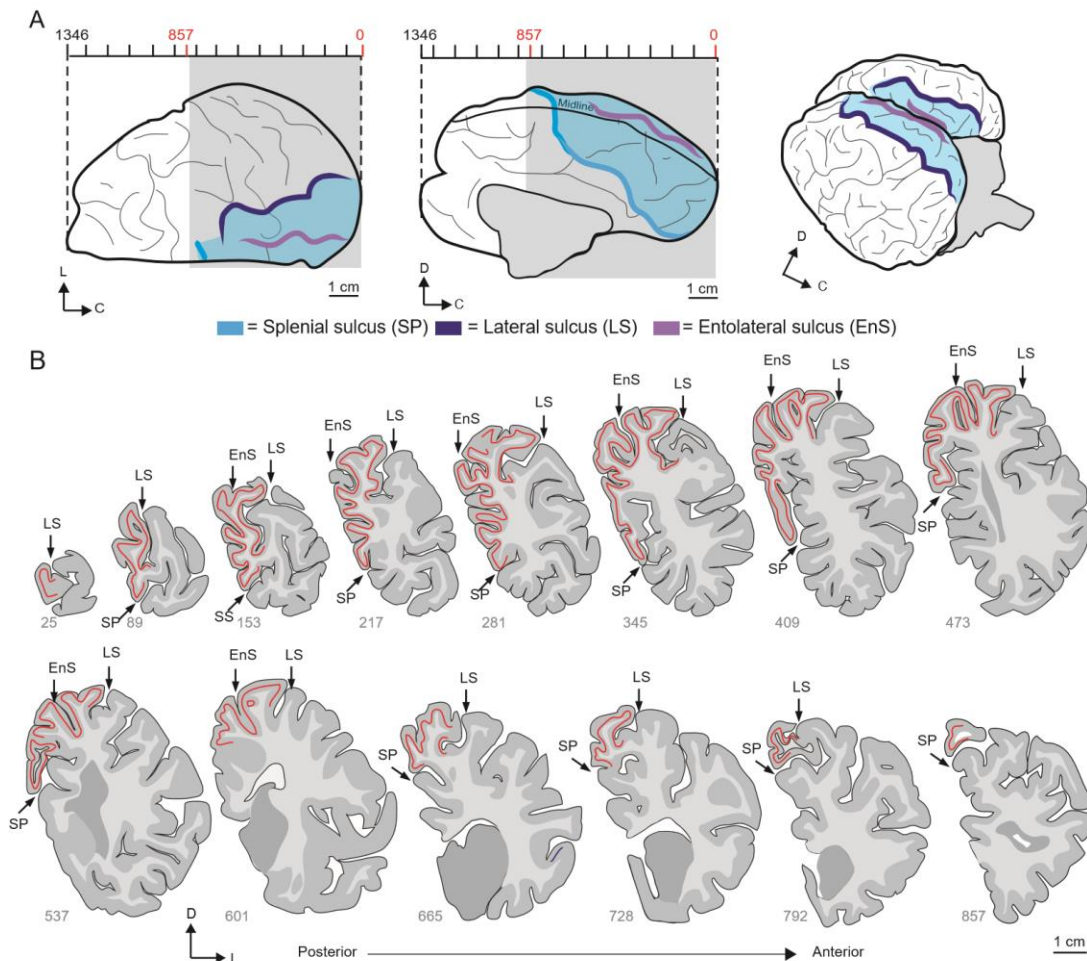 A
1346 857 0
1346 857 0
Midline
L
C
1 cm
D
C
1 cm
D
C
= Splenial sulcus (SP) = Lateral sulcus (LS) = Entolateral sulcus (EnS)
B
LS
25
LS
SP
89
EnS LS
SS
153
EnS LS
SP
217
EnS LS
SP
281
EnS LS
SP
345
EnS LS
SP
409
EnS LS
SP
473
EnS LS
SP
537
EnS LS
601
LS
SP
665
LS
SP
728
LS
SP
792
SP
857
D
L
Posterior Anterior
1 cm